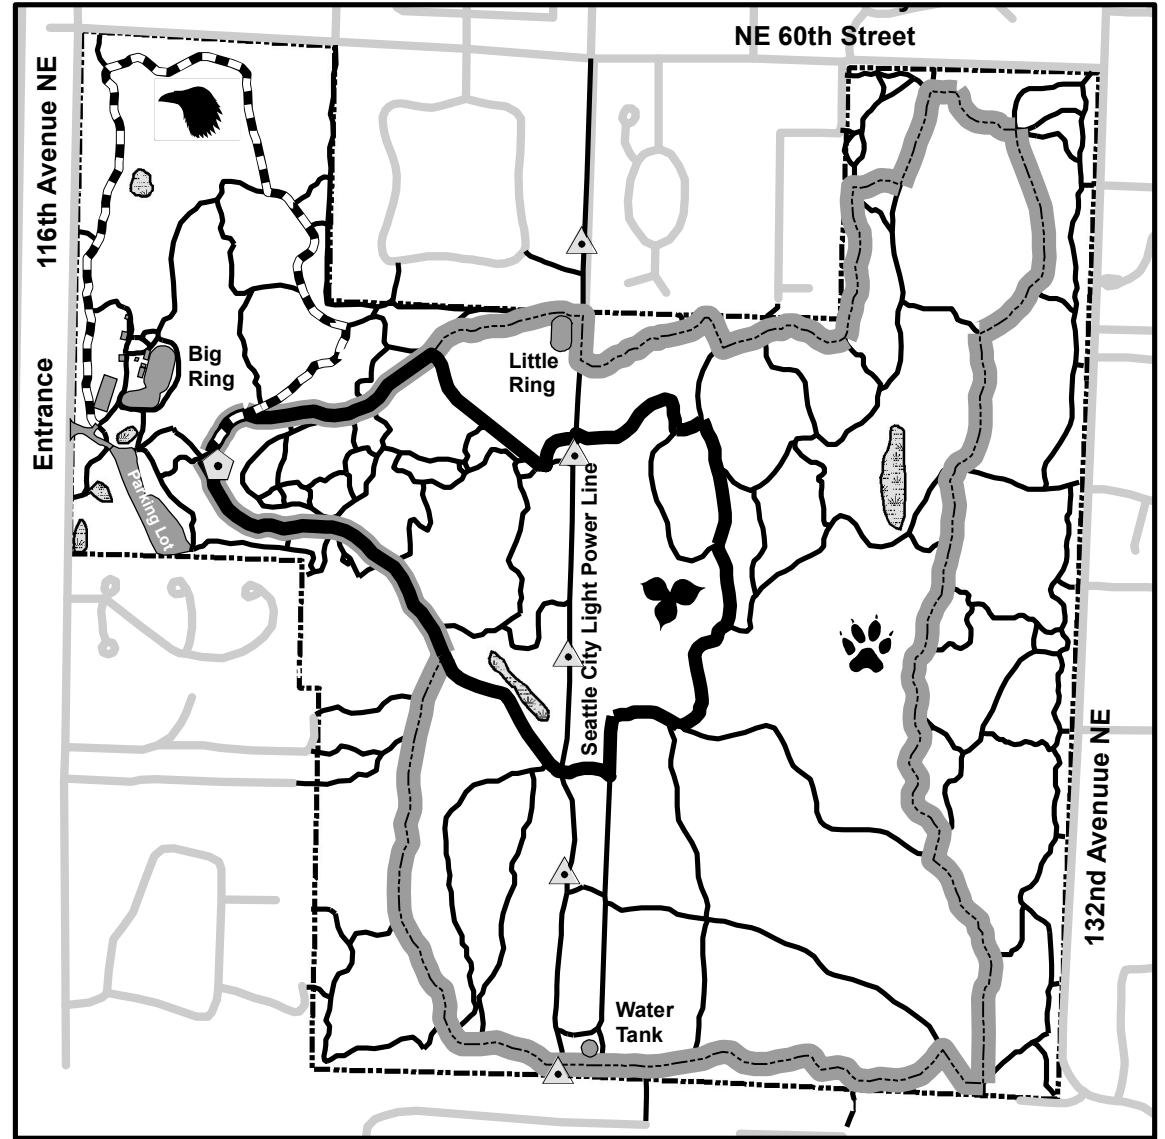 NE 60th Street
116th Avenue NE
Big
Ring
Little
Ring
Entrance
Parking Lot
Seattle City Light Power Line
132nd Avenuue NE
Water
Tank